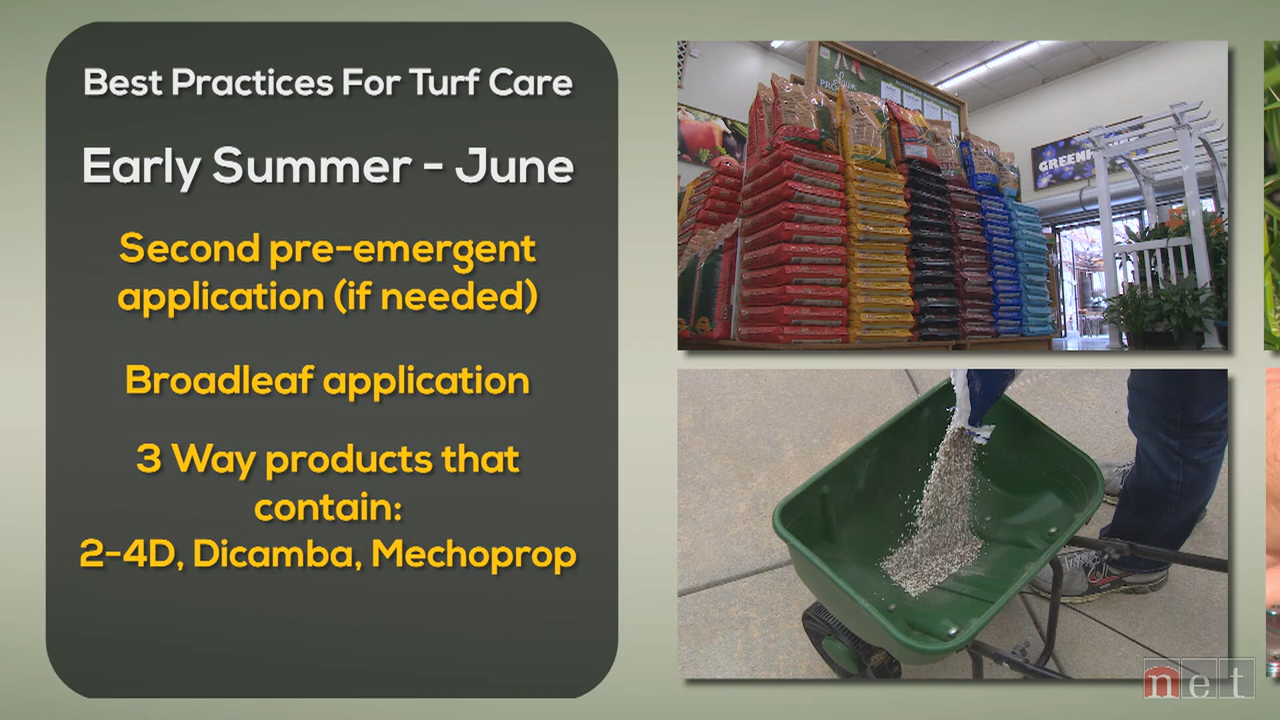 Best Practices For Turf Care
Early Summer - June
Second pre-emergent
application (if needed)
Broadleaf application
3 Way products that
contain:
2-4D, Dicamba, Mechoprop
net